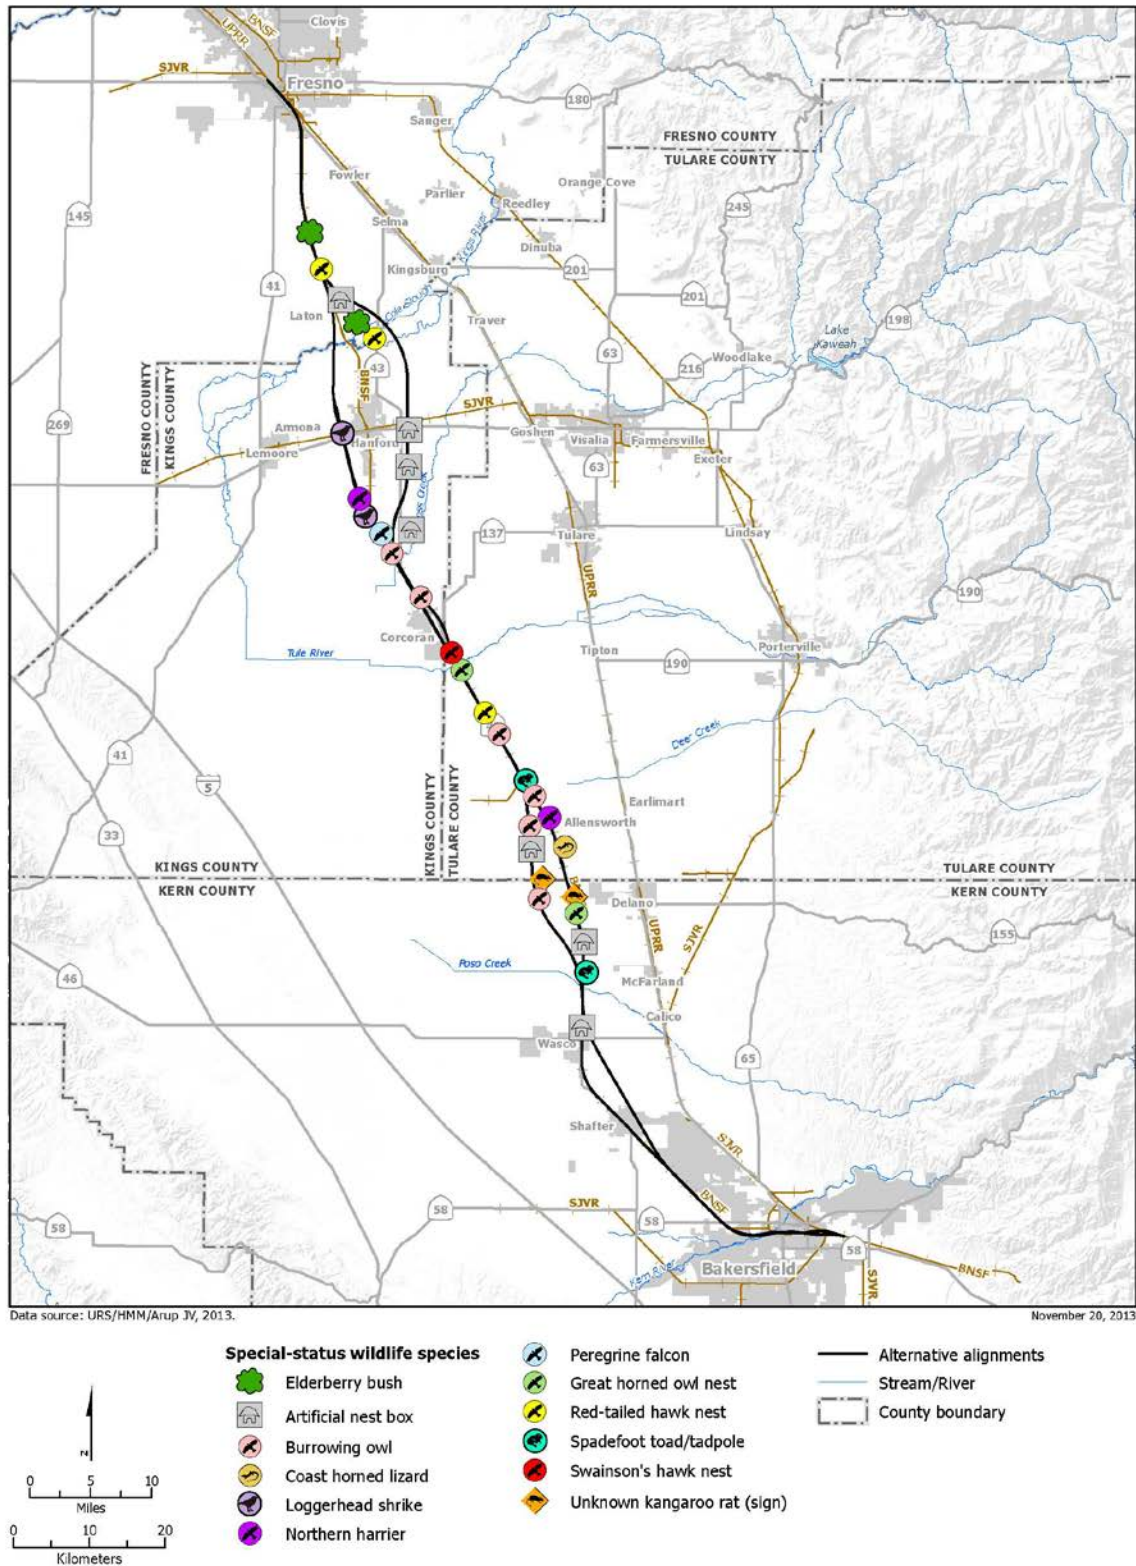 Clovis
BNSF
UPRR
SJVR
Fresno
180
Sanger
FRESNO COUNTY
TULARE COUNTY
Fowler
Parlier
Orange Cove
Reedley
145
Selma
245
Kings River
Dinuba
Kingsburg
201
41
201
Cole Slough
Laton
Traver
198
Lake
Kaweah
63
Woodlake
43
216
BNSF
FRESNO COUNTY
KINGS COUNTY
SJVR
269
Armona
Hanford
Goshen
Visalia
Farmersville
Lemoore
Exeter
63
137
Tulare
Lindsay
UPRR
190
Corcoran
Tule River
Tipton
190
Porterville
Deer Creek
41
5
KINGS COUNTY
TULARE COUNTY
Earlimart
Allensworth
33
KINGS COUNTY
KERN COUNTY
TULARE COUNTY
KERN COUNTY
Delano
UPRR
SJVR
155
Poso Creek
46
McFarland
Calico
Wasco
65
Shafter
SJVR
BNSF
SJVR
58
58
58
58
Bakersfield
Kern River
BNSF
SJVR
Data source: URS/HMM/Arup JV, 2013.
November 20, 2013
Special-status wildlife species
Elderberry bush
Artificial nest box
Burrowing owl
Coast horned lizard
Loggerhead shrike
Northern harrier
Peregrine falcon
Great horned owl nest
Red-tailed hawk nest
Spadefoot toad/tadpole
Swainson's hawk nest
Unknown kangaroo rat (sign)
Alternative alignments
Stream/River
County boundary
N
0 5 10
Miles
0 10 20
Kilometers